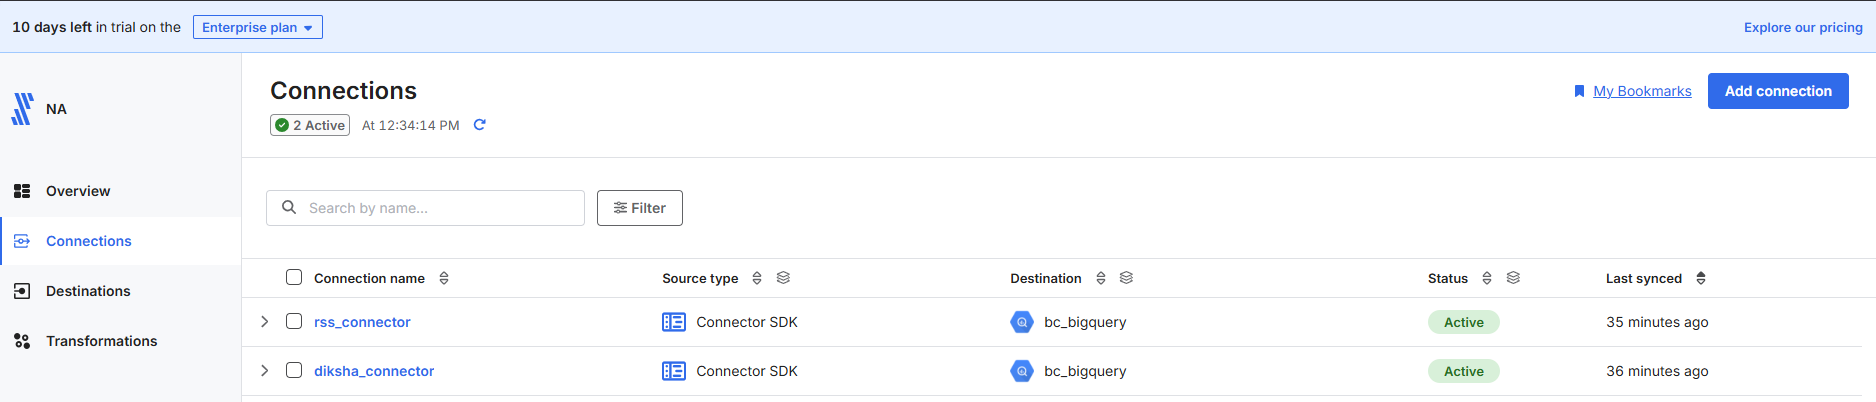 10 days left in trial on the Enterprise plan Explore our pricing
NA
Overview
Connections
Destinations
Transformations
Connections
My Bookmarks Add connection
2 Active At 12:34:14 PM
Search by name... Filter
Connection name Source type Destination Status Last synced
rss_connector Connector SDK bc_bigquery Active 35 minutes ago
diksha_connector Connector SDK bc_bigquery Active 36 minutes ago